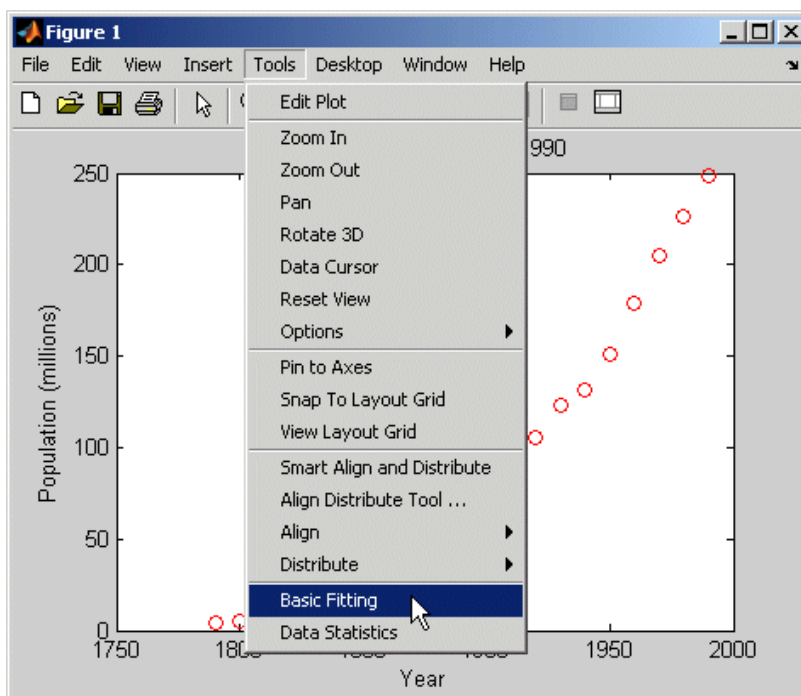 Figure 1
File Edit View Insert Tools Desktop Window Help
Edit Plot
Zoom In
Zoom Out
Pan
Rotate 3D
Data Cursor
Reset View
Options
Pin to Axes
Snap To Layout Grid
View Layout Grid
Smart Align and Distribute
Align Distribute Tool ...
Align
Distribute
Basic Fitting
Data Statistics
990
250
200
150
100
50
0
Population (millions)
1750 1950 2000
Year